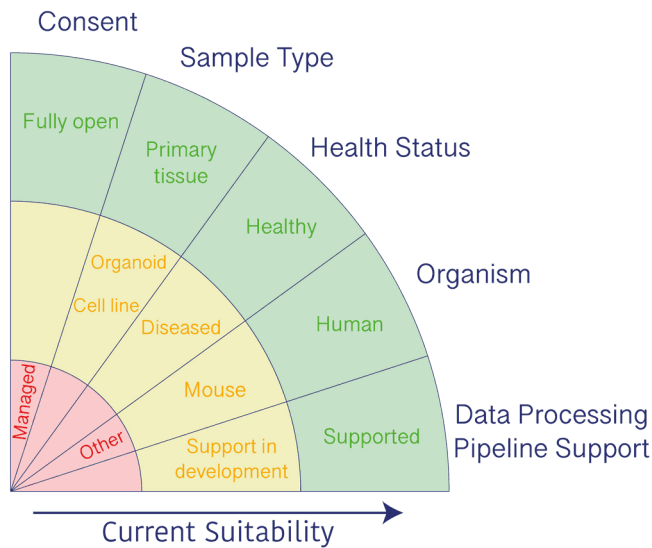 Consent
Sample Type
Health Status
Organism
Data Processing
Pipeline Support
Fully open
Primary
tissue
Healthy
Human
Supported
Organoid
Cell line
Diseased
Mouse
Support in
development
Managed
Other
Current Suitability